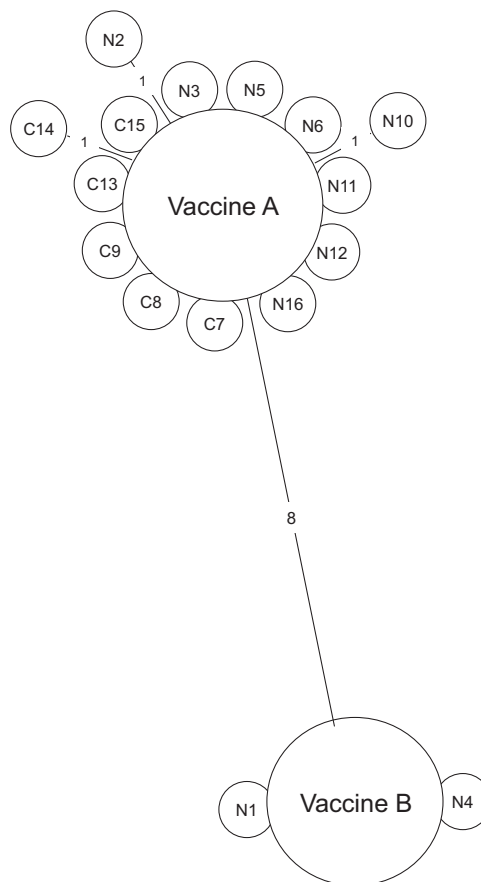 N2
1
N3
N5
C15
N6
N10
C14
1
1
C13
N11
Vaccine A
C9
N12
C8
N16
C7
8
N1
Vaccine B
N4